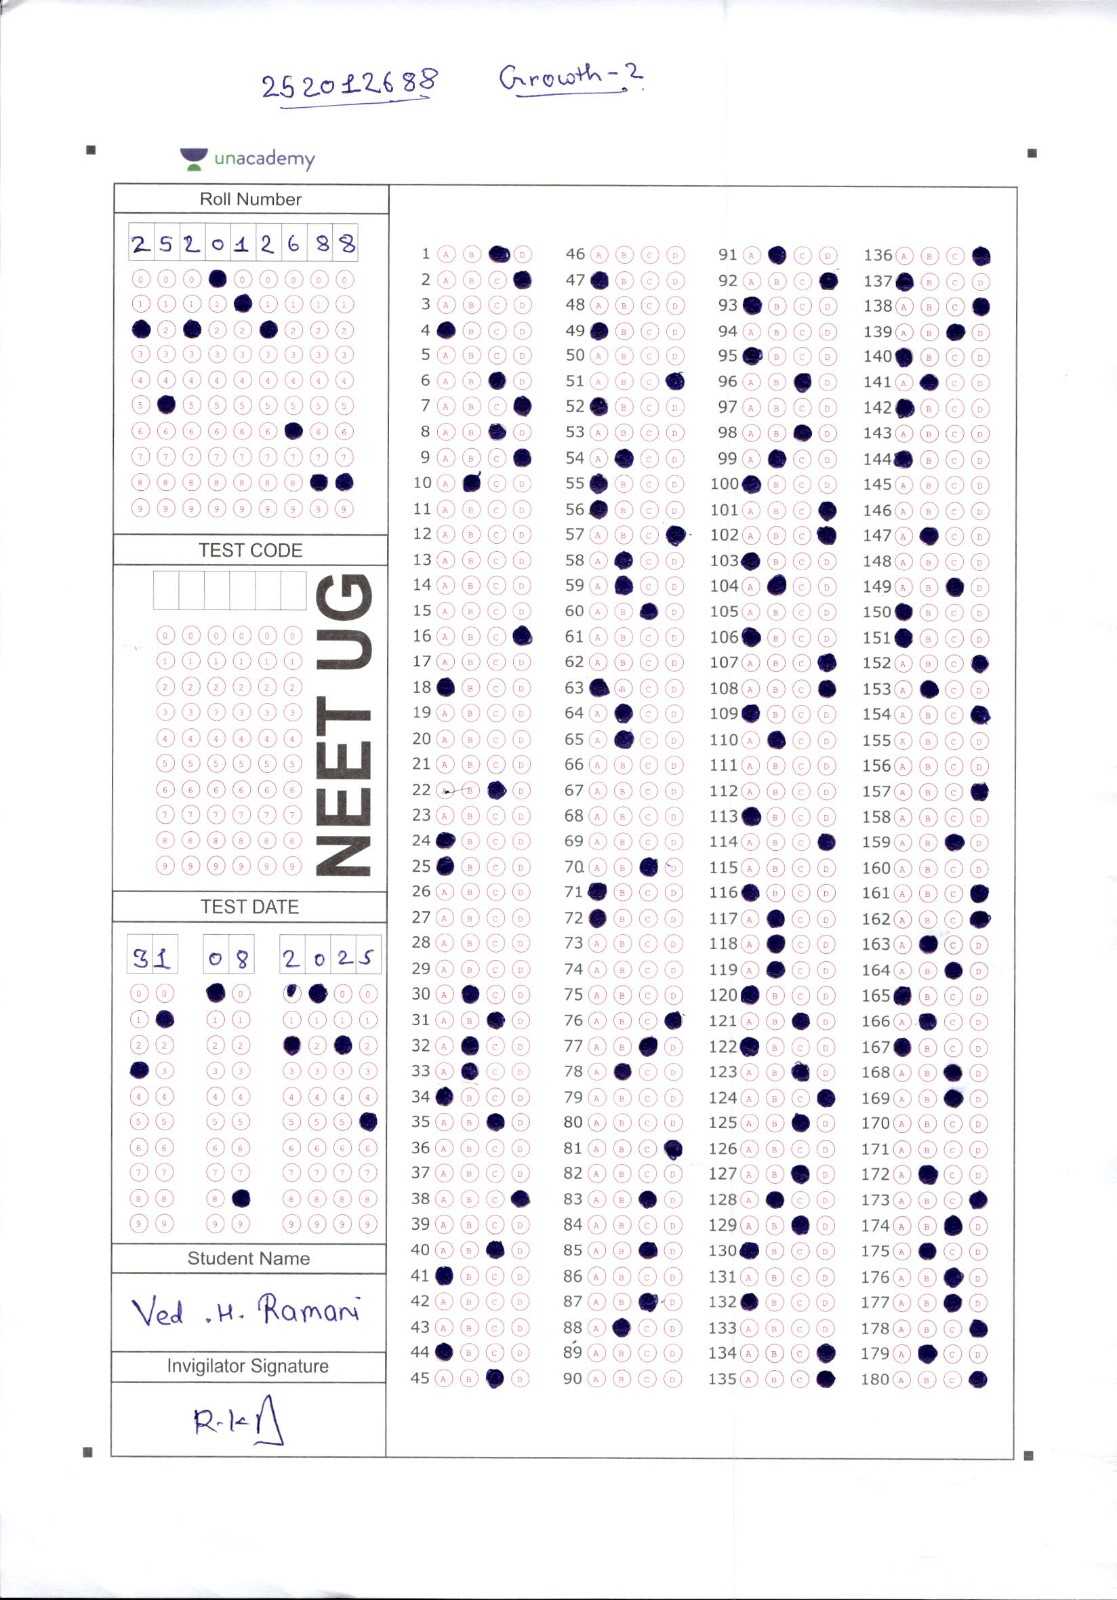 252012688 Growth-2
unacademy
Roll Number
2 5 2 0 1 2 6 8 8
TEST CODE
NEET UG
TEST DATE
31 08 2025
Student Name
Ved .H. Ramani
Invigilator Signature
1 A B D
2 A B C
3 A B C D
4 B C D
5 A B C D
6 A B D
7 A B C
8 A B D
9 A B C
10 A C D
11 A B C D
12 A B C D
13 A B C D
14 A B C D
15 A B C D
16 A B C
17 A B C D
18 B C D
19 A B C D
20 A B C D
21 A B C D
22 B D
23 A B C D
24 B C D
25 B C D
26 A B C D
27 A B C D
28 A B C D
29 A B C D
30 A C D
31 A B D
32 A C D
33 A C D
34 B C D
35 A B D
36 A B C D
37 A B C D
38 A B C
39 A B C D
40 A B D
41 B C D
42 A B C D
43 A B C D
44 B C D
45 A B D
46 A B C D
47 B C D
48 A B C D
49 B C D
50 A B C D
51 A B C
52 B C D
53 A B C D
54 A C D
55 B C D
56 B C D
57 A B C
58 A C D
59 A C D
60 A B D
61 A B C D
62 A B C D
63 B C D
64 A C D
65 A C D
66 A B C D
67 A B C D
68 A B C D
69 A B C D
70 A B D
71 B C D
72 B C D
73 A B C D
74 A B C D
75 A B C D
76 A B C
77 A B D
78 A C D
79 A B C D
80 A B C D
81 A B C
82 A B C D
83 A B D
84 A B C D
85 A B D
86 A B C D
87 A B D
88 A C D
89 A B C D
90 A B C D
91 A C D
92 A B C
93 B C D
94 A B C D
95 B C D
96 A B D
97 A B C D
98 A B D
99 A C D
100 B C D
101 A B C
102 A B C
103 B C D
104 A C D
105 A B C D
106 B C D
107 A B C
108 A B C
109 B C D
110 A C D
111 A B C D
112 A B C D
113 B C D
114 A B C
115 A B C D
116 B C D
117 A C D
118 A C D
119 A C D
120 B C D
121 A B D
122 B C D
123 A B D
124 A B C
125 A B D
126 A B C D
127 A B D
128 A C D
129 A B D
130 B C D
131 A B C D
132 B C D
133 A B C D
134 A B C
135 A B C
136 A B C
137 B C D
138 A B C
139 A B D
140 B C D
141 A C D
142 B C D
143 A B C D
144 B C D
145 A B C D
146 A B C D
147 A C D
148 A B C D
149 A B D
150 B C D
151 B C D
152 A B C
153 A C D
154 A B C
155 A B C D
156 A B C D
157 A B C
158 A B C D
159 A B D
160 A B C D
161 A B C
162 A B C
163 A C D
164 A B D
165 B C D
166 A C D
167 B C D
168 A B D
169 A B D
170 A B C D
171 A B C D
172 A C D
173 A B C
174 A B D
175 A C D
176 A B D
177 A B D
178 A B C
179 A C D
180 A B C